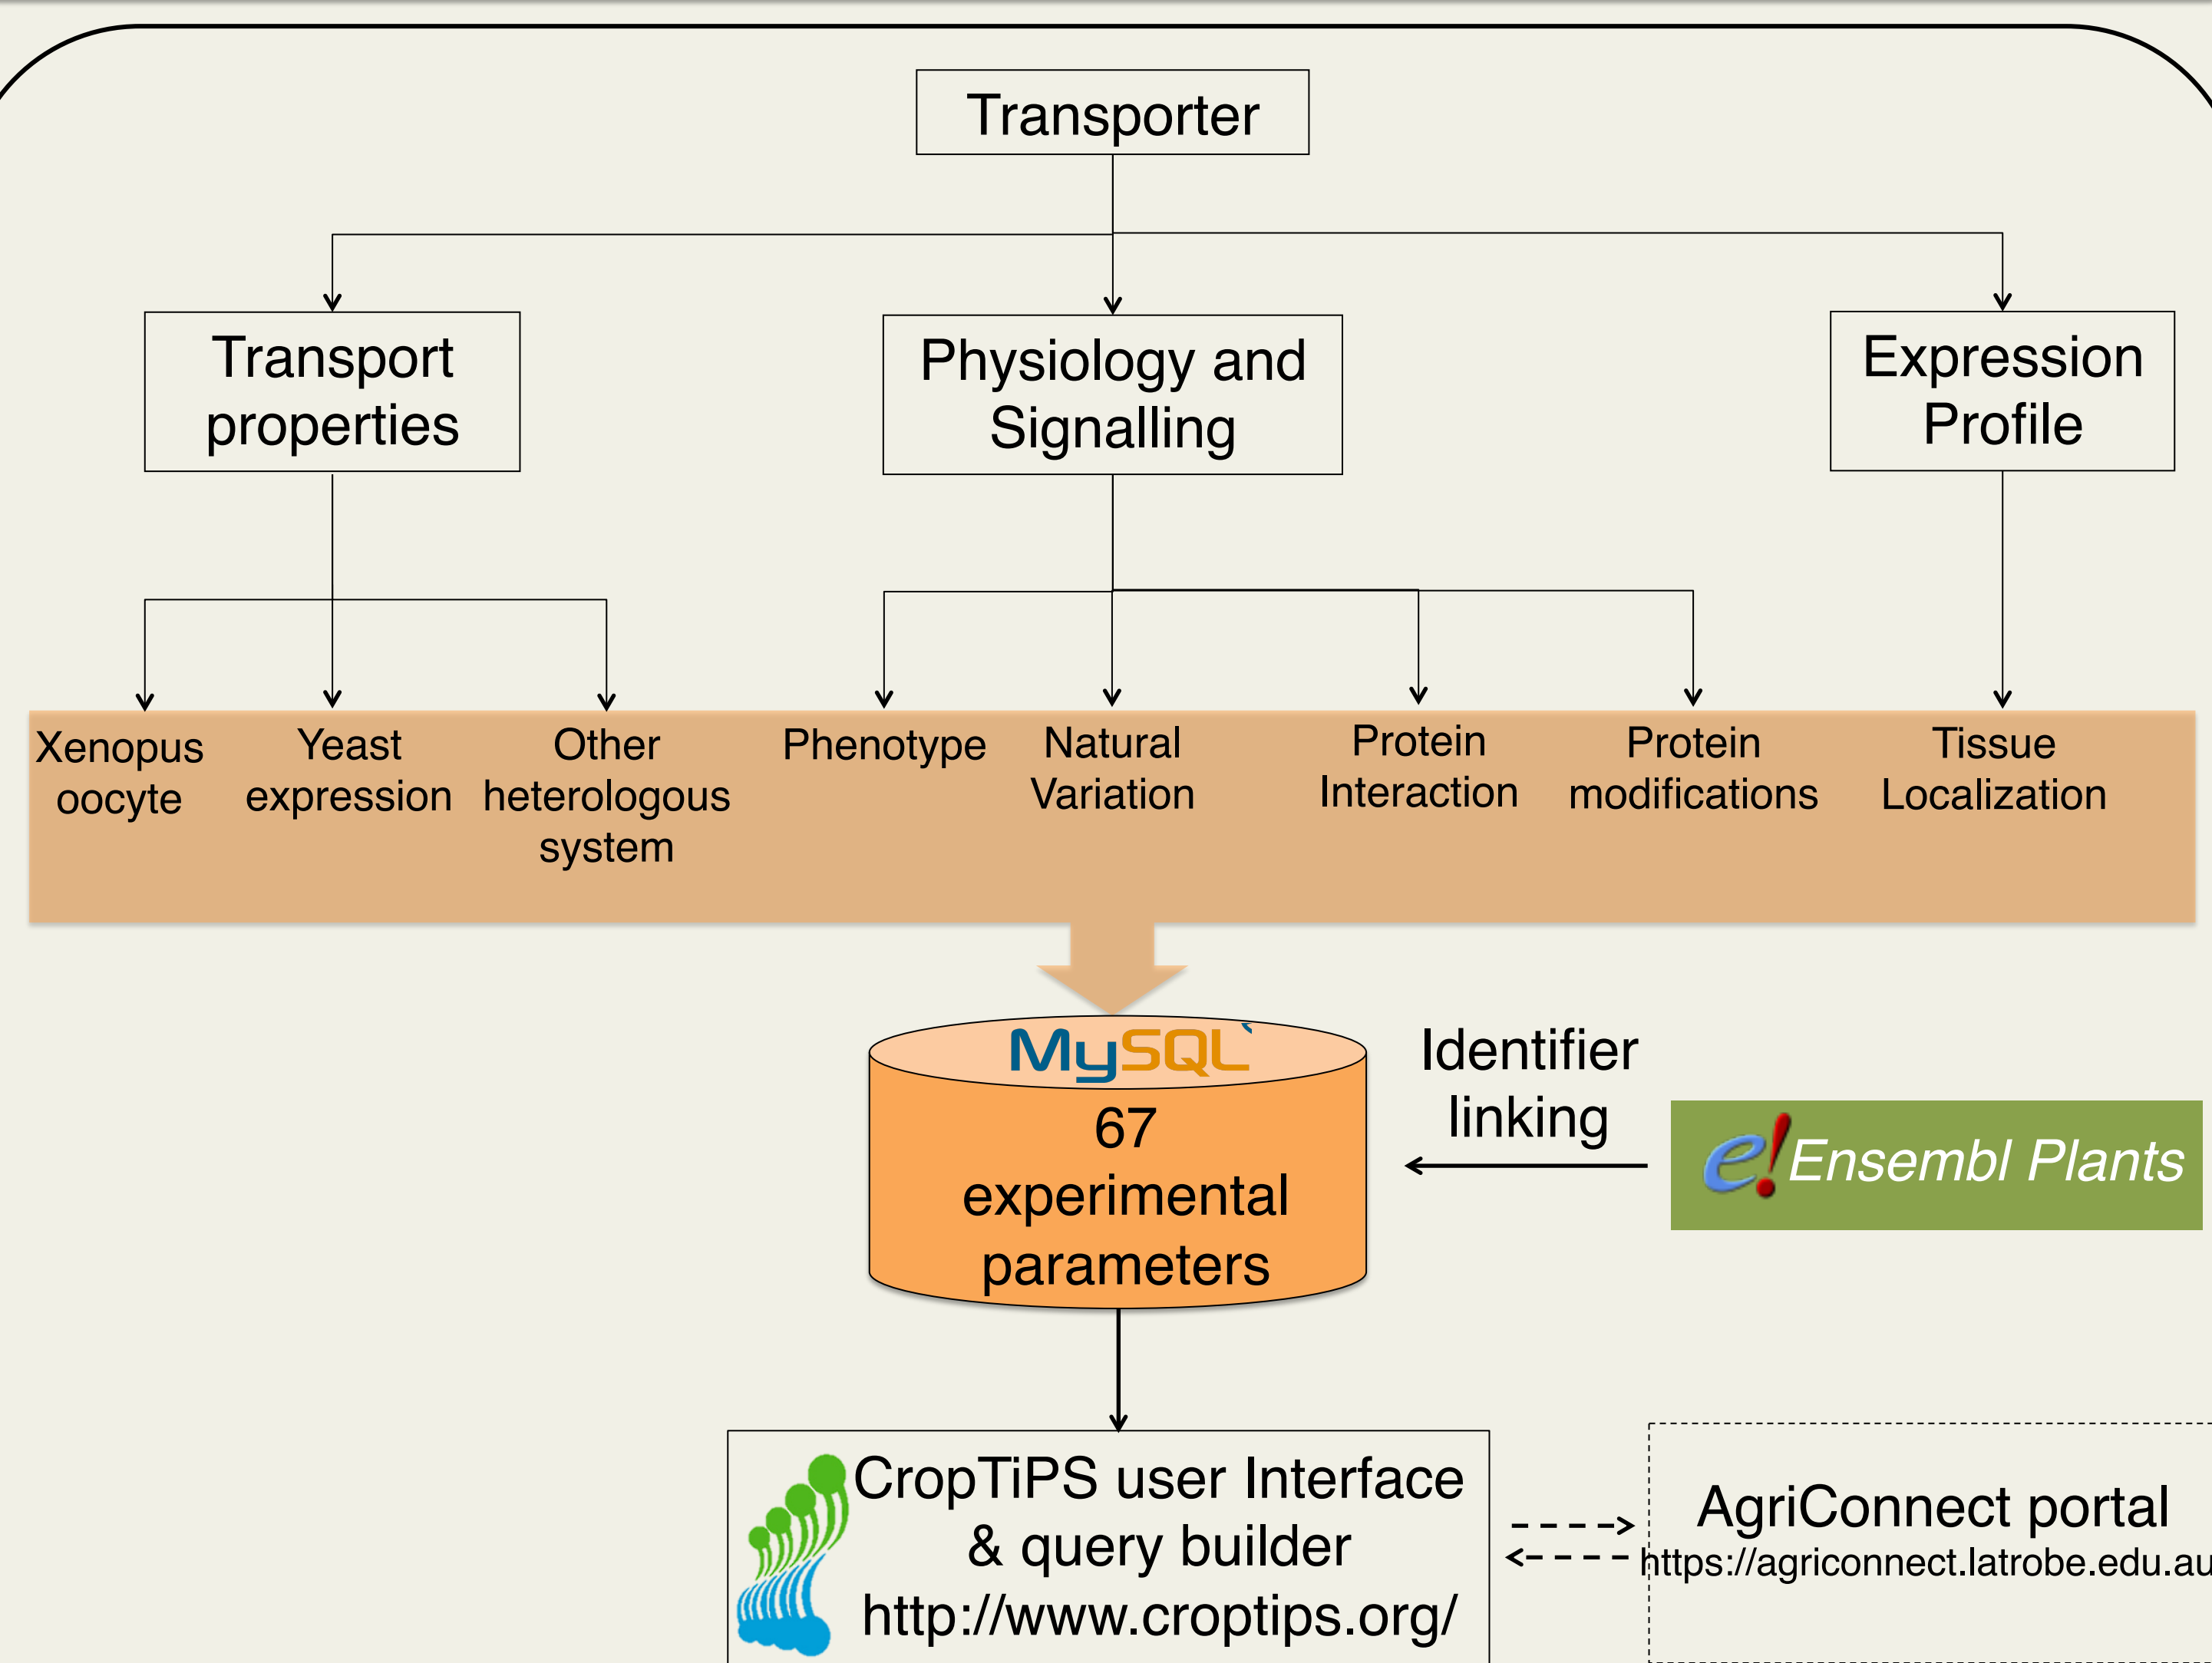 Transporter
Transport
properties
Physiology and
Signalling
Expression
Profile
Xenopus
oocyte
Yeast
expression
Other
heterologous
system
Phenotype
Natural
Variation
Protein
Interaction
Protein
modifications
Tissue
Localization
MySQL
67
experimental
parameters
Identifier
linking
e! Ensembl Plants
CropTiPS user Interface
& query builder
http://www.croptips.org/
AgriConnect portal
https://agriconnect.latrobe.edu.au